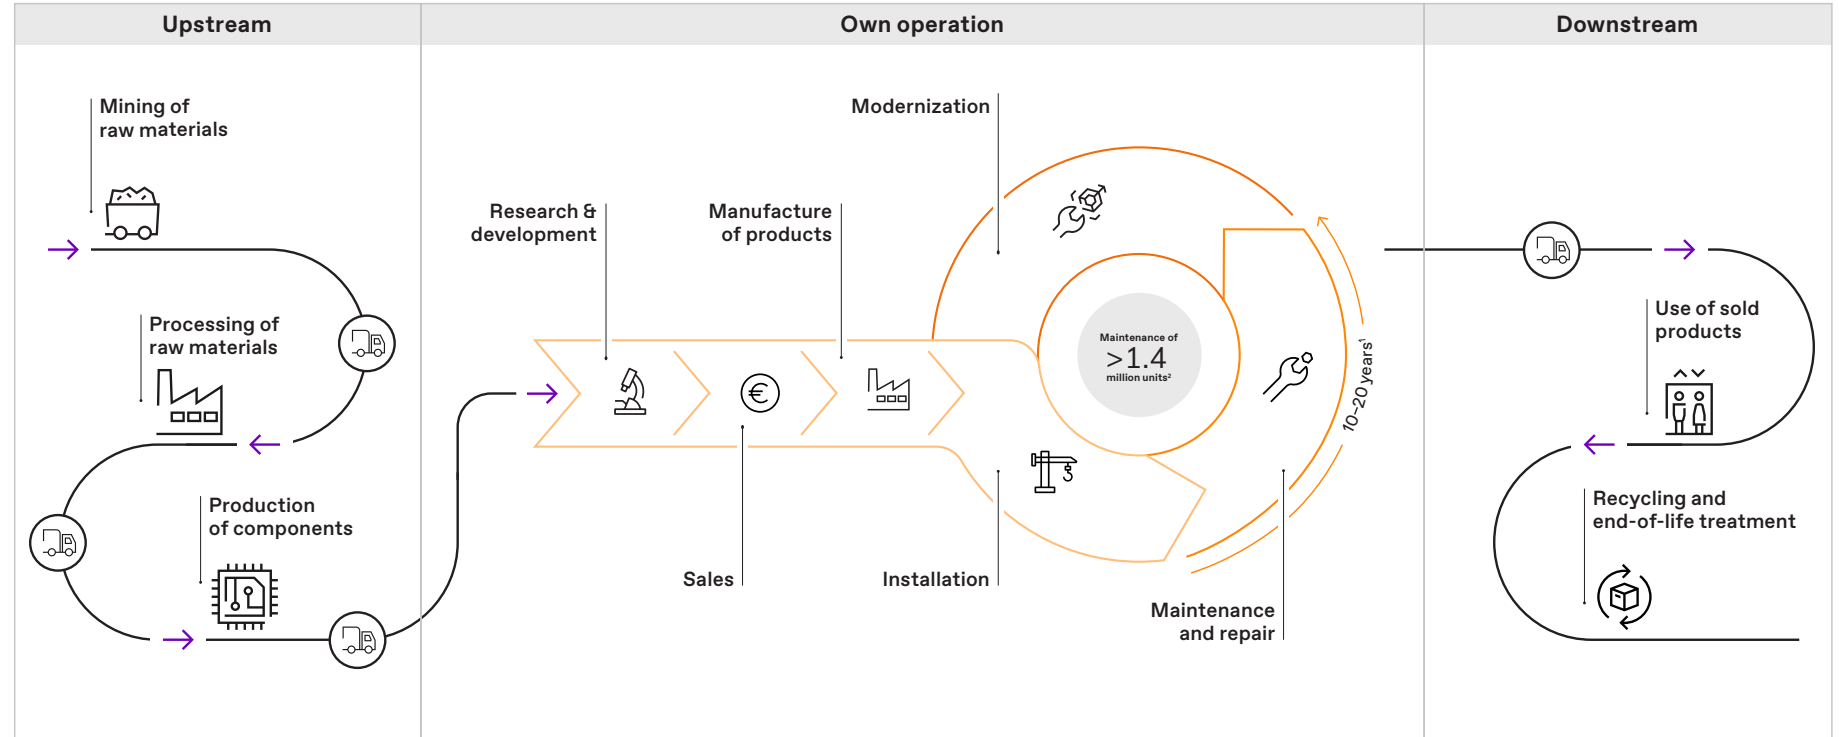 Upstream
Own operation
Downstream
Mining of
raw materials
Processing of
raw materials
Production
of components
Research &
development
Sales
Manufacture
of products
Installation
Modernization
Maintenance of
>1.4
million units²
Maintenance
and repair
10–20 years¹
Use of sold
products
Recycling and
end-of-life treatment
€